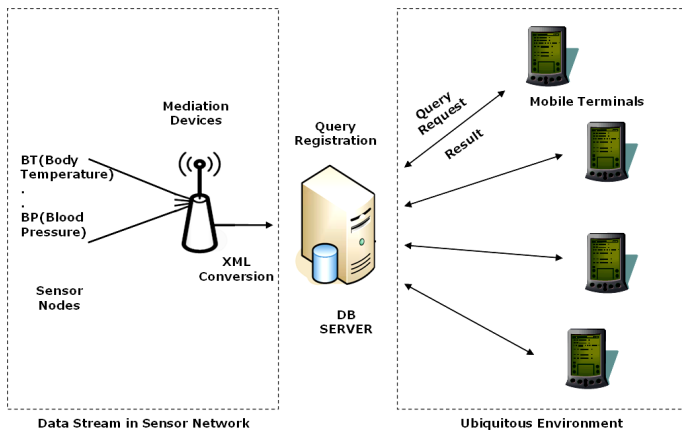 Mediation
Devices
BT(Body
Temperature)
.
.
BP(Blood
Pressure)
XML
Conversion
Sensor
Nodes
Data Stream in Sensor Network
Query
Registration
DB
SERVER
Query
Request
Result
Mobile Terminals
Ubiquitous Environment